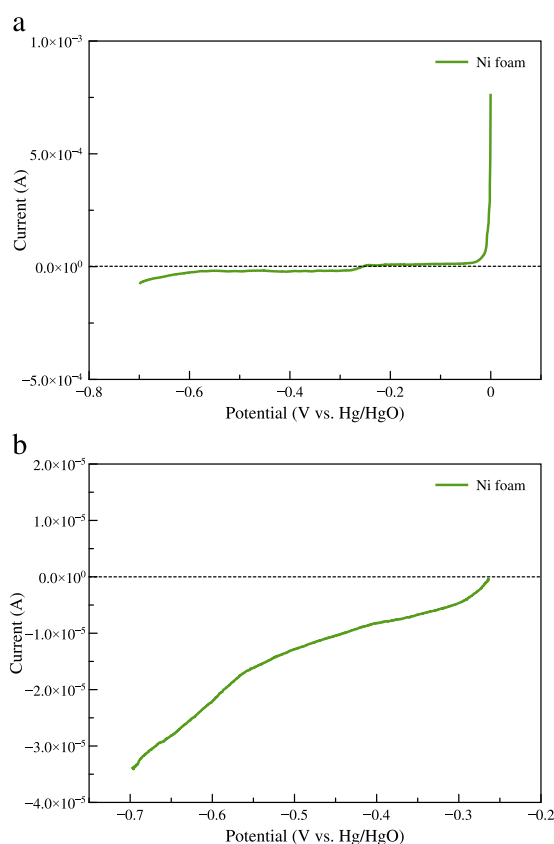 a
1.0×10⁻³
Ni foam
5.0×10⁻⁴
Current (A)
0.0×10⁰
−5.0×10⁻⁴
−0.8
−0.6
−0.4
−0.2
0
Potential (V vs. Hg/HgO)
b
2.0×10⁻⁵
Ni foam
1.0×10⁻⁵
0.0×10⁰
Current (A)
−1.0×10⁻⁵
−2.0×10⁻⁵
−3.0×10⁻⁵
−4.0×10⁻⁵
−0.7
−0.6
−0.5
−0.4
−0.3
−0.2
Potential (V vs. Hg/HgO)